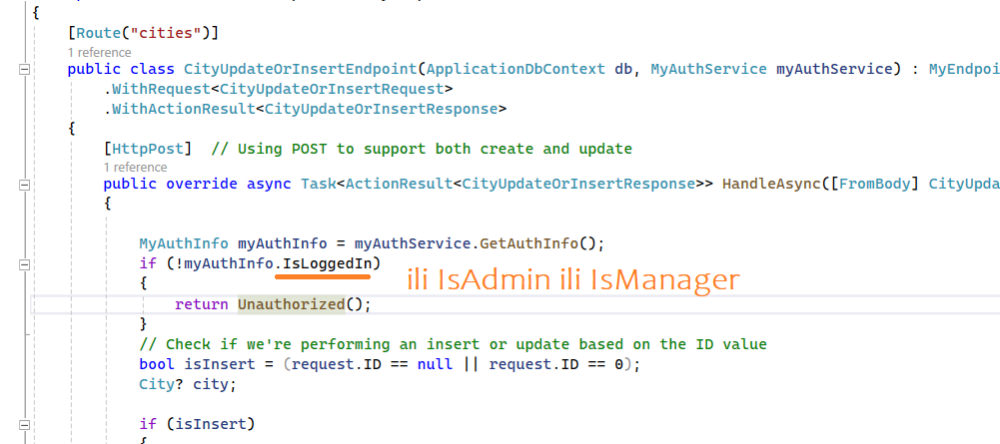 {
[Route("cities")]
1 reference
public class CityUpdateOrInsertEndpoint(ApplicationDbContext db, MyAuthService myAuthService) : MyEndpoi
.WithRequest<CityUpdateOrInsertRequest>
.WithActionResult<CityUpdateOrInsertResponse>
{
[HttpPost]  // Using POST to support both create and update
1 reference
public override async Task<ActionResult<CityUpdateOrInsertResponse>> HandleAsync([FromBody] CityUpda
{
MyAuthInfo myAuthInfo = myAuthService.GetAuthInfo();
if (!myAuthInfo.IsLoggedIn)
ili IsAdmin ili IsManager
{
return Unauthorized();
}
// Check if we're performing an insert or update based on the ID value
bool isInsert = (request.ID == null || request.ID == 0);
City? city;
if (isInsert)